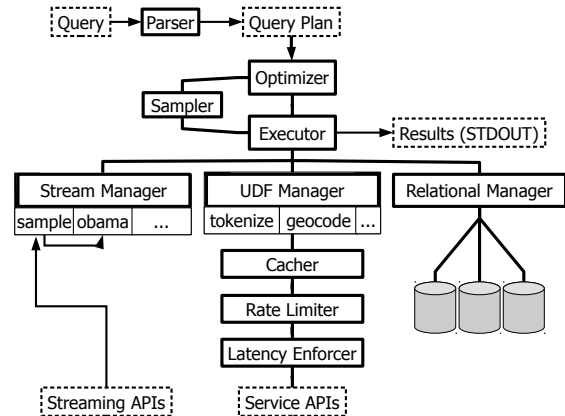 Query
Parser
Query Plan
Optimizer
Sampler
Executor
Results (STDOUT)
Stream Manager
UDF Manager
Relational Manager
sample
obama
...
tokenize
geocode
...
Cacher
Rate Limiter
Latency Enforcer
Streaming APIs
Service APIs